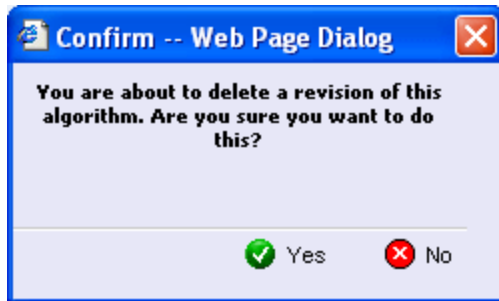 Confirm -- Web Page Dialog
You are about to delete a revision of this
algorithm. Are you sure you want to do
this?
Yes No